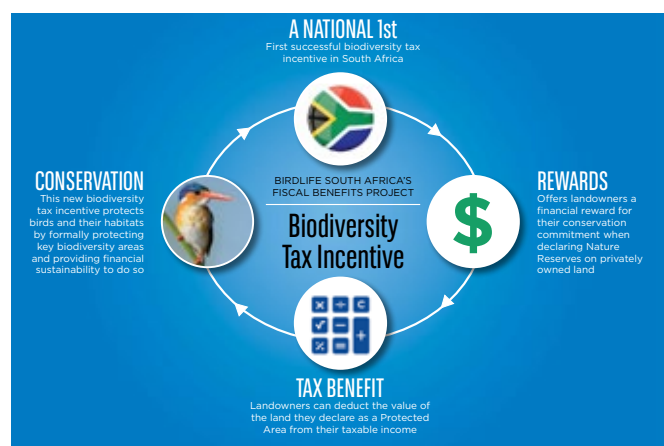 A NATIONAL 1st
First successful biodiversity tax
incentive in South Africa
CONSERVATION
This new biodiversity
tax incentive protects
birds and their habitats
by formally protecting
key biodiversity areas
and providing financial
sustainability to do so
BIRDLIFE SOUTH AFRICA'S
FISCAL BENEFITS PROJECT
Biodiversity
Tax Incentive
REWARDS
Offers landowners a
financial reward for
their conservation
commitment when
declaring Nature
Reserves on privately
owned land
$
× ÷ C
√ −
+
% =
TAX BENEFIT
Landowners can deduct the value of
the land they declare as a Protected
Area from their taxable income